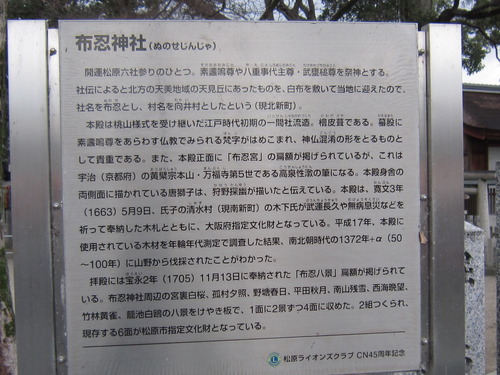 布忍神社(ぬのせじんじゃ)
開運松原六社参りのひとつ。素盞嗚尊や八重事代主尊・武甕槌尊を祭神とする。
社伝によると北方の天美地域の天見丘にあったものを、白布を敷いて当地に迎えたので、
社名を布忍とし、村名を向井村としたという(現北新町)。
本殿は桃山様式を受け継いだ江戸時代初期の一間社流造。檜皮葺である。蟇股に
素盞嗚尊をあらわす仏教でみられる梵字がはめこまれ、神仏混淆の形をとるものと
して貴重である。また、本殿正面に「布忍宮」の扁額が掲げられているが、これは
宇治(京都府)の黄檗宗本山・万福寺第5世である高泉性潡の筆になる。本殿身舎の
両側面に描かれている唐獅子は、狩野探幽が描いたと伝えている。本殿は、寛文3年
(1663)5月9日、氏子の清水村(現南新町)の木下氏が武運長久や無病息災などを
祈って奉納した木札とともに、大阪府指定文化財となっている。平成17年、本殿に
使用されている木材を年輪年代測定で調査した結果、南北朝時代の1372年+α(50
~100年)に山野から伐採されたことがわかった。
拝殿には宝永2年(1705)11月13日に奉納された「布忍八景」扁額が掲げられて
いる。布忍神社周辺の宮裏白桜、孤村夕照、野塘春日、平田秋月、南山残雪、西海晩望、
竹林黄雀、籠池白鴎の八景をけやき板で、1面に2景ずつ4面に収めた。2組つくられ、
現存する6面が松原市指定文化財となっている。
松原ライオンズクラブ CN45周年記念